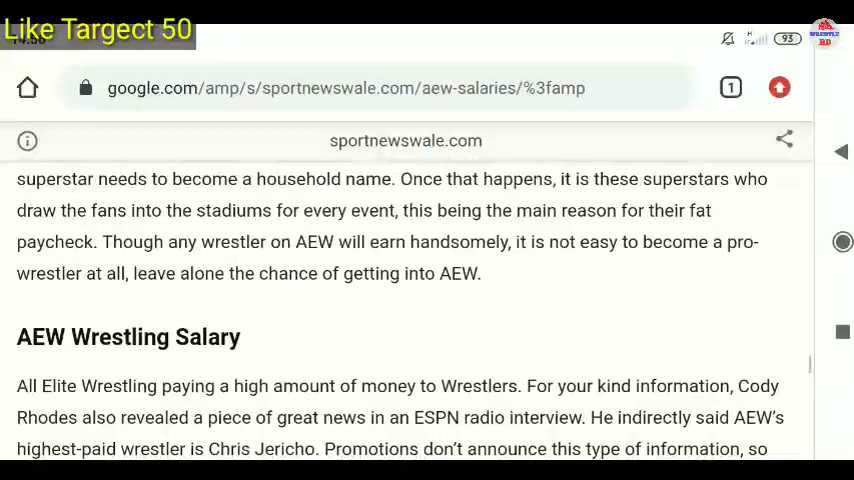 Like Targect 50
93
WRESTLE
RD
google.com/amp/s/sportnewswale.com/aew-salaries/%3famp
1
sportnewswale.com
superstar needs to become a household name. Once that happens, it is these superstars who
draw the fans into the stadiums for every event, this being the main reason for their fat
paycheck. Though any wrestler on AEW will earn handsomely, it is not easy to become a pro-
wrestler at all, leave alone the chance of getting into AEW.
AEW Wrestling Salary
All Elite Wrestling paying a high amount of money to Wrestlers. For your kind information, Cody
Rhodes also revealed a piece of great news in an ESPN radio interview. He indirectly said AEW's
highest-paid wrestler is Chris Jericho. Promotions don't announce this type of information, so